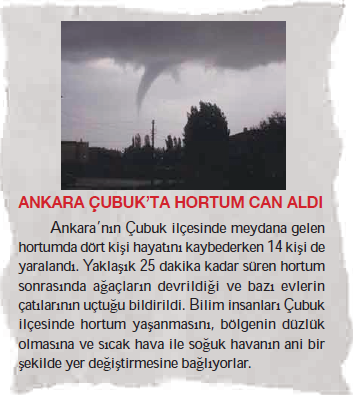 ANKARA ÇUBUK'TA HORTUM CAN ALDI
Ankara'nın Çubuk ilçesinde meydana gelen
hortumda dört kişi hayatını kaybederken 14 kişi de
yaralandı. Yaklaşık 25 dakika kadar süren hortum
sonrasında ağaçların devrildiği ve bazı evlerin
çatılarının uçtuğu bildirildi. Bilim insanları Çubuk
ilçesinde hortum yaşanmasını, bölgenin düzlük
olmasına ve sıcak hava ile soğuk havanın ani bir
şekilde yer değiştirmesine bağlıyorlar.